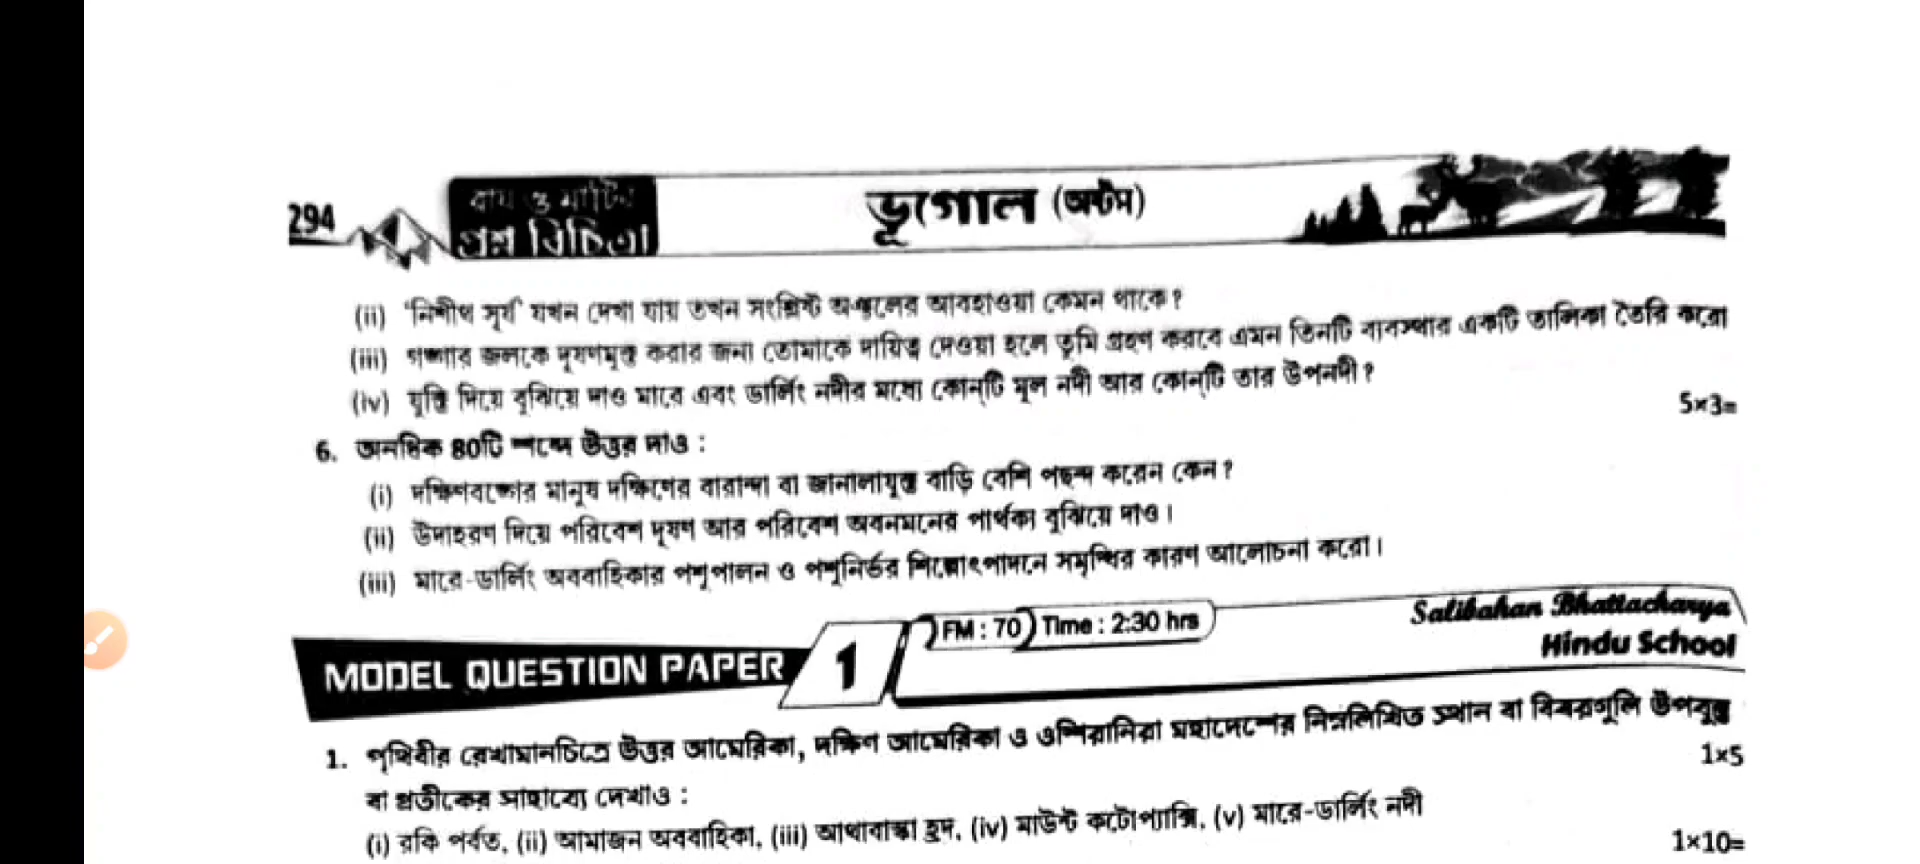 294
রায় ও মার্টিন
প্রশ্ন বিচিত্রা
ভূগোল (অষ্টম)
(ii) ‘নিশীথ সূর্য’ যখন দেখা যায় তখন সংশ্লিষ্ট অঞ্চলের আবহাওয়া কেমন থাকে?
(iii) গঙ্গার জলকে দূষণমুক্ত করার জন্য তোমাকে দায়িত্ব দেওয়া হলে তুমি গ্রহণ করবে এমন তিনটি ব্যবস্থার একটি তালিকা তৈরি করো
(iv) যুক্তি দিয়ে বুঝিয়ে দাও মারে এবং ডার্লিং নদীর মধ্যে কোন্‌টি মূল নদী আর কোন্‌টি তার উপনদী?
5×3=
6. অনধিক 80টি শব্দে উত্তর দাও :
(i) দক্ষিণবঙ্গের মানুষ দক্ষিণের বারান্দা বা জানালাযুক্ত বাড়ি বেশি পছন্দ করেন কেন?
(ii) উদাহরণ দিয়ে পরিবেশ দূষণ আর পরিবেশ অবনমনের পার্থক্য বুঝিয়ে দাও।
(iii) মারে-ডার্লিং অববাহিকার পশুপালন ও পশুনির্ভর শিল্পোৎপাদনে সমৃদ্ধির কারণ আলোচনা করো।
MODEL QUESTION PAPER 1 FM : 70 Time : 2:30 hrs
Salibahan Bhattacharya
Hindu School
1. পৃথিবীর রেখামানচিত্রে উত্তর আমেরিকা, দক্ষিণ আমেরিকা ও ওশিয়ানিয়া মহাদেশের নিম্নলিখিত স্থান বা বিষয়গুলি উপযুক্ত
বা প্রতীকের সাহায্যে দেখাও : 1×5
(i) রকি পর্বত, (ii) আমাজন অববাহিকা, (iii) আথাবাস্কা হ্রদ, (iv) মাউন্ট কটোপ্যাক্সি, (v) মারে-ডার্লিং নদী
1×10=